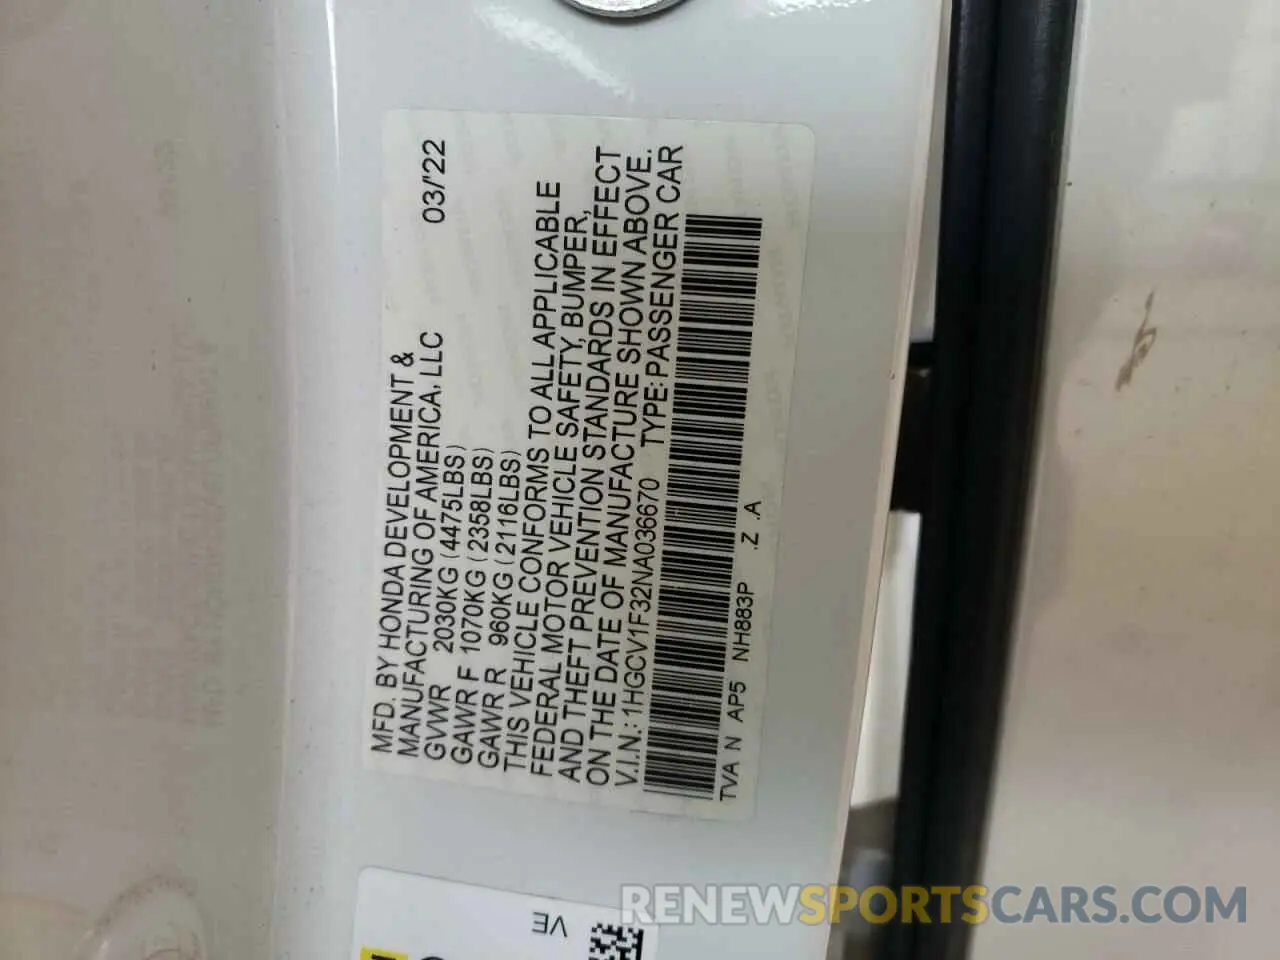 MFD. BY HONDA DEVELOPMENT &
MANUFACTURING OF AMERICA, LLC 03/'22
GVWR 2030KG (4475LBS)
GAWR F 1070KG (2358LBS)
GAWR R 960KG (2116LBS)
THIS VEHICLE CONFORMS TO ALL APPLICABLE
FEDERAL MOTOR VEHICLE SAFETY, BUMPER,
AND THEFT PREVENTION STANDARDS IN EFFECT
ON THE DATE OF MANUFACTURE SHOWN ABOVE.
V.I.N.: 1HGCV1F32NA036670 TYPE: PASSENGER CAR
TVA N AP5 NH883P .Z .A
VE
RENEWSPORTSCARS.COM